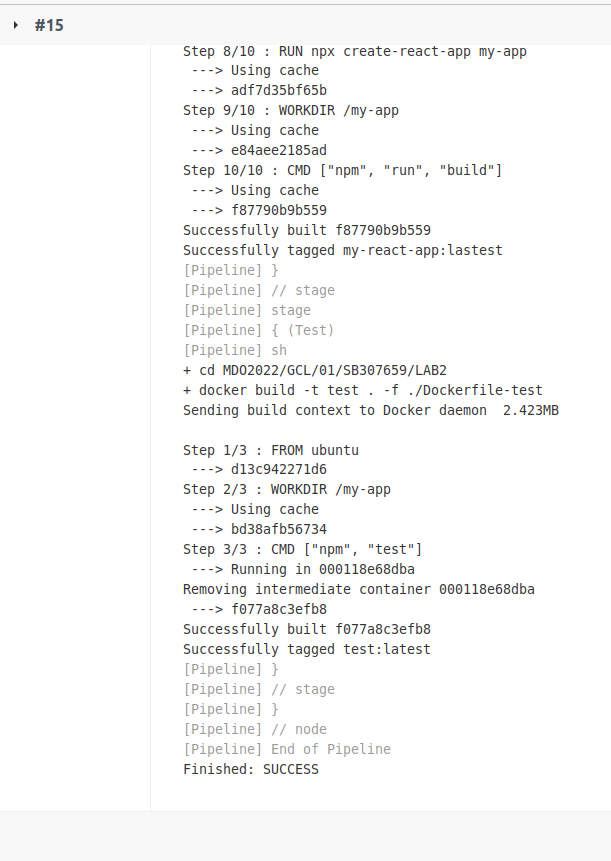 #15
Step 8/10 : RUN npx create-react-app my-app
 ---> Using cache
 ---> adf7d35bf65b
Step 9/10 : WORKDIR /my-app
 ---> Using cache
 ---> e84aee2185ad
Step 10/10 : CMD ["npm", "run", "build"]
 ---> Using cache
 ---> f87790b9b559
Successfully built f87790b9b559
Successfully tagged my-react-app:lastest
[Pipeline] }
[Pipeline] // stage
[Pipeline] stage
[Pipeline] { (Test)
[Pipeline] sh
+ cd MDO2022/GCL/01/SB307659/LAB2
+ docker build -t test . -f ./Dockerfile-test
Sending build context to Docker daemon  2.423MB
Step 1/3 : FROM ubuntu
 ---> d13c942271d6
Step 2/3 : WORKDIR /my-app
 ---> Using cache
 ---> bd38afb56734
Step 3/3 : CMD ["npm", "test"]
 ---> Running in 000118e68dba
Removing intermediate container 000118e68dba
 ---> f077a8c3efb8
Successfully built f077a8c3efb8
Successfully tagged test:latest
[Pipeline] }
[Pipeline] // stage
[Pipeline] }
[Pipeline] // node
[Pipeline] End of Pipeline
Finished: SUCCESS